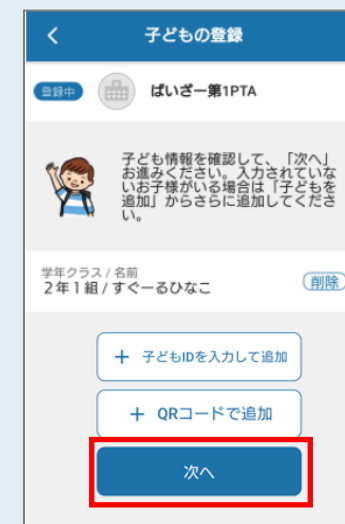 子どもの登録
登録中 ぱいざー第1PTA
子ども情報を確認して、「次へ」
お進みください。入力されていな
いお子様がいる場合は「子どもを
追加」からさらに追加してくださ
い。
学年クラス / 名前
2年1組 / すぐーるひなこ 削除
＋ 子どもIDを入力して追加
＋ QRコードで追加
次へ